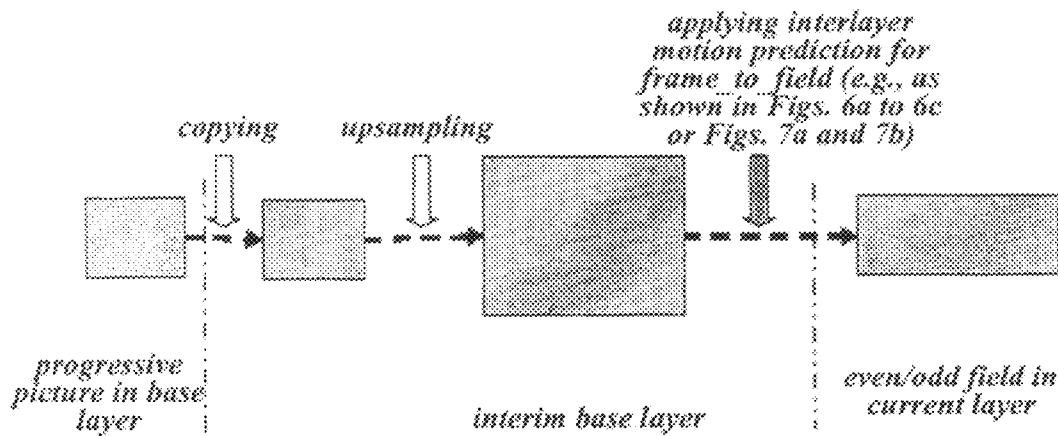 applying interlayer
motion prediction for
frame_to_field (e.g., as
shown in Figs. 6a to 6c
or Figs. 7a and 7b)
copying
upsampling
progressive
picture in base
layer
interim base layer
even/odd field in
current layer